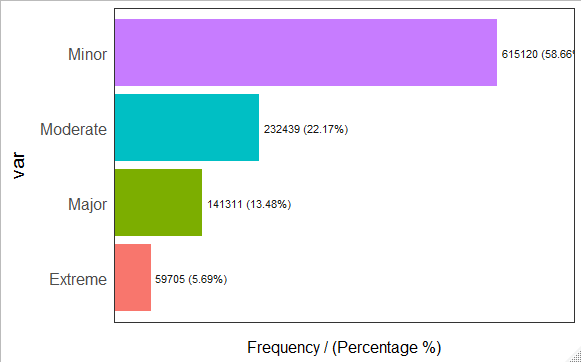 Minor
615120 (58.66%
Moderate
232439 (22.17%)
Major
141311 (13.48%)
Extreme
59705 (5.69%)
var
Frequency / (Percentage %)